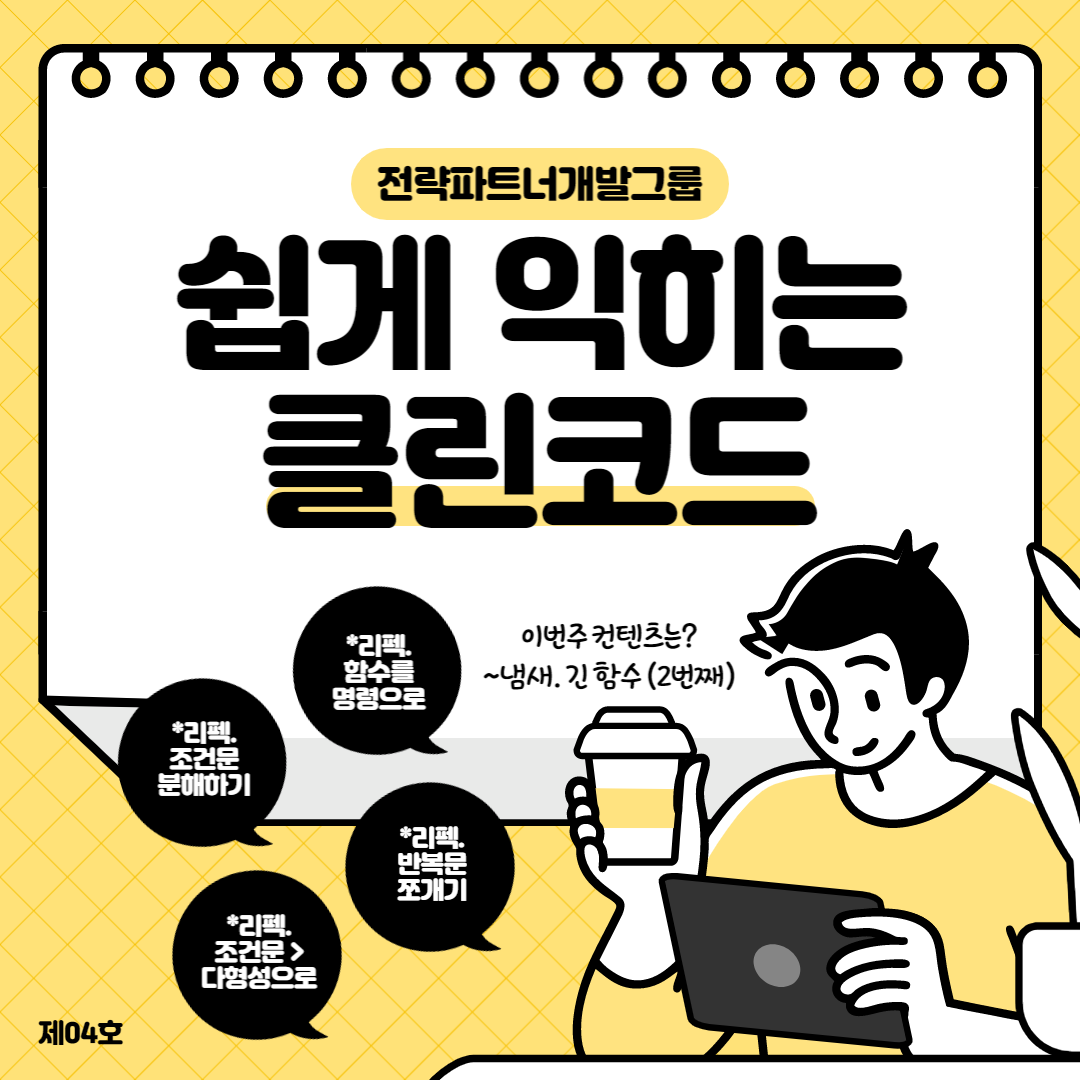 전략파트너개발그룹
쉽게 익히는
클린코드
이번주 컨텐츠는?
~냄새. 긴 함수 (2번째)
*리펙.
함수를
명령으로
*리펙.
조건문
분해하기
*리펙.
반복문
쪼개기
*리펙.
조건문 >
다형성으로
제04호